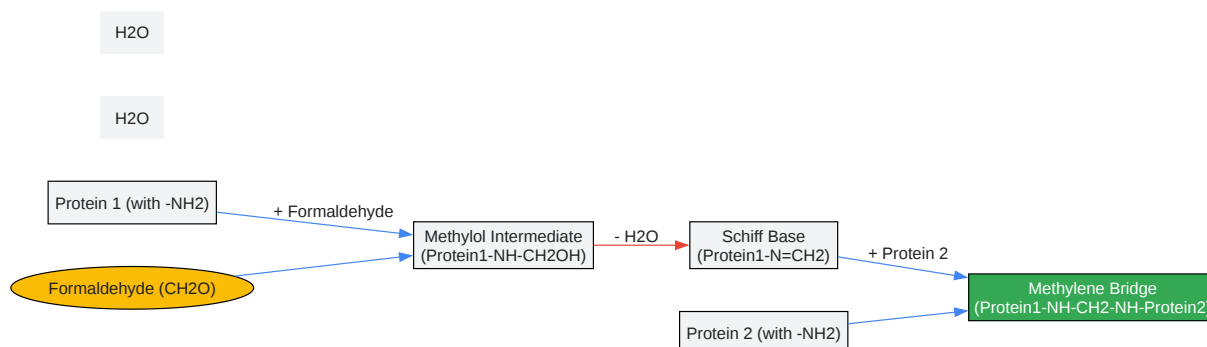 H2O
H2O
Protein 1 (with -NH2)
+ Formaldehyde
Formaldehyde (CH2O)
Methylol Intermediate
(Protein1-NH-CH2OH)
- H2O
Schiff Base
(Protein1-N=CH2)
+ Protein 2
Protein 2 (with -NH2)
Methylene Bridge
(Protein1-NH-CH2-NH-Protein2)